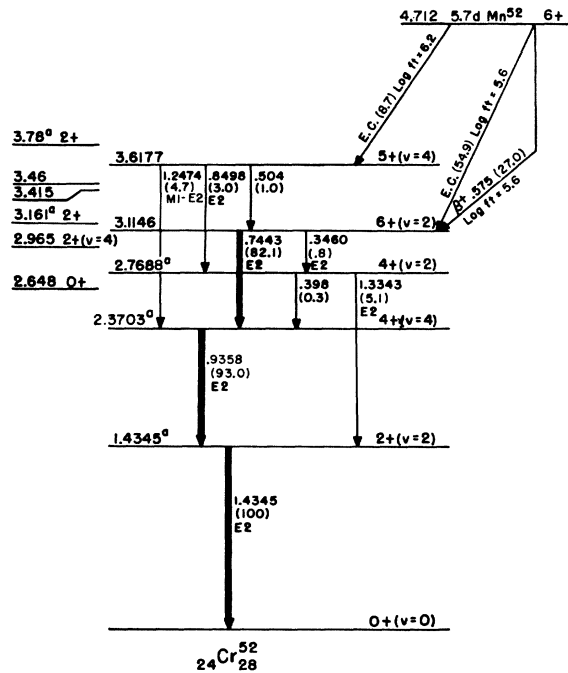 4.712 5.7d Mn⁵² 6+
E.C. (8.7) Log ft = 6.2
E.C. (54.9) Log ft = 5.6
β+ .575 (27.0)
Log ft = 5.6
3.78ᵃ 2+
3.6177 5+(v=4)
1.2474 .8498 .504
(4.7) (3.0) (1.0)
M1-E2 E2
3.46
3.415
3.161ᵃ 2+
3.1146 6+(v=2)
2.965 2+(v=4)
.7443 .3460
(82.1) (.8)
E2 E2
2.7688ᵃ 4+(v=2)
2.648 0+
.398 1.3343
(0.3) (5.1)
E2
2.3703ᵃ 4+(v=4)
.9358
(93.0)
E2
1.4345ᵃ 2+(v=2)
1.4345
(100)
E2
0+(v=0)
₂₄Cr⁵²₂₈